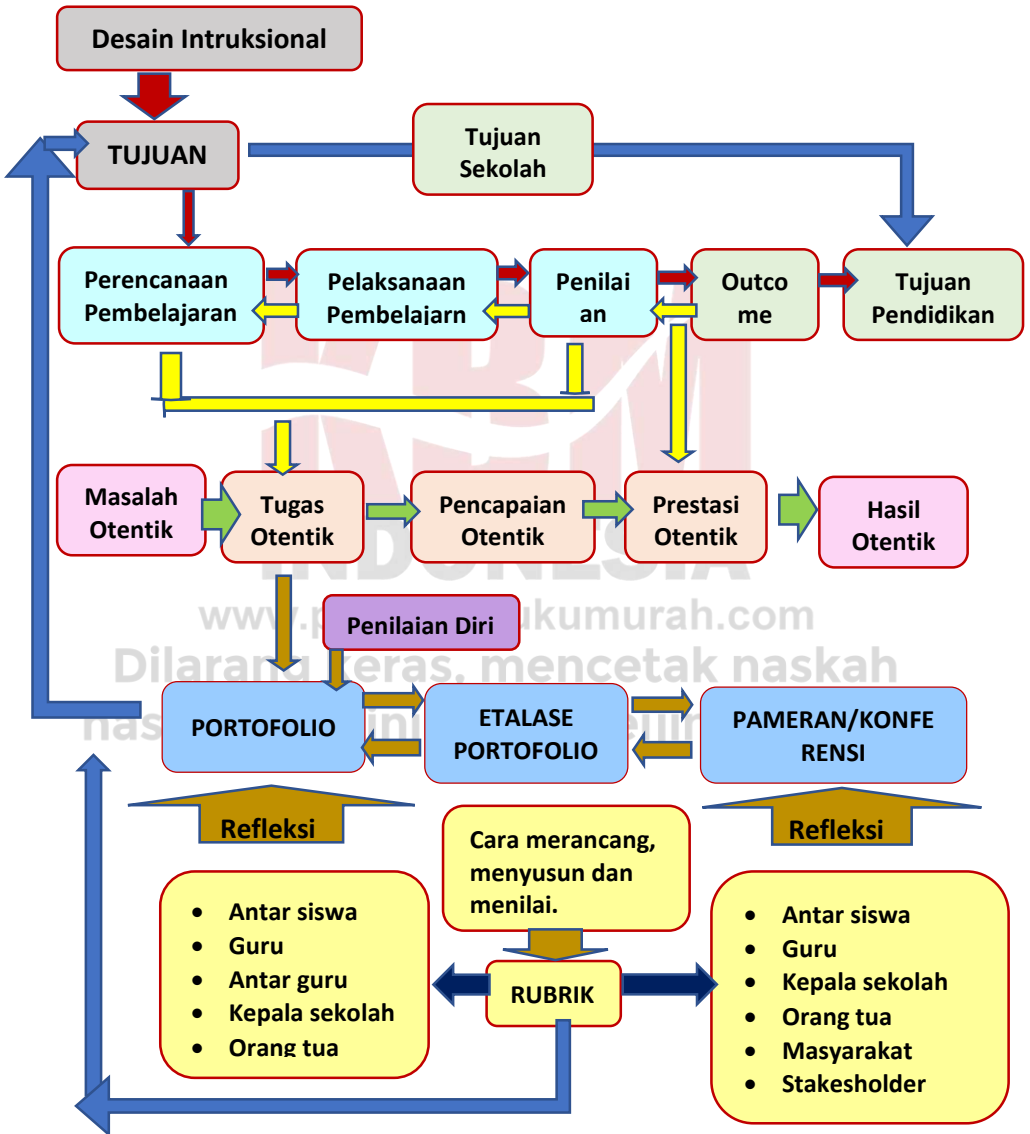 Desain Intruksional
TUJUAN
Tujuan
Sekolah
Perencanaan
Pembelajaran
Pelaksanaan
Pembelajarn
Penilai
an
Outco
me
Tujuan
Pendidikan
Masalah
Otentik
Tugas
Otentik
Pencapaian
Otentik
Prestasi
Otentik
Hasil
Otentik
INDONESIA
Penilaian Diri
ukumurah.com
Dilarang keras, mencetak naskah
PORTOFOLIO
ETALASE
PORTOFOLIO
PAMERAN/KONFE
RENSI
Refleksi
Refleksi
Cara merancang,
menyusun dan
menilai.
• Antar siswa
• Guru
• Antar guru
• Kepala sekolah
• Orang tua
RUBRIK
• Antar siswa
• Guru
• Kepala sekolah
• Orang tua
• Masyarakat
• Stakesholder